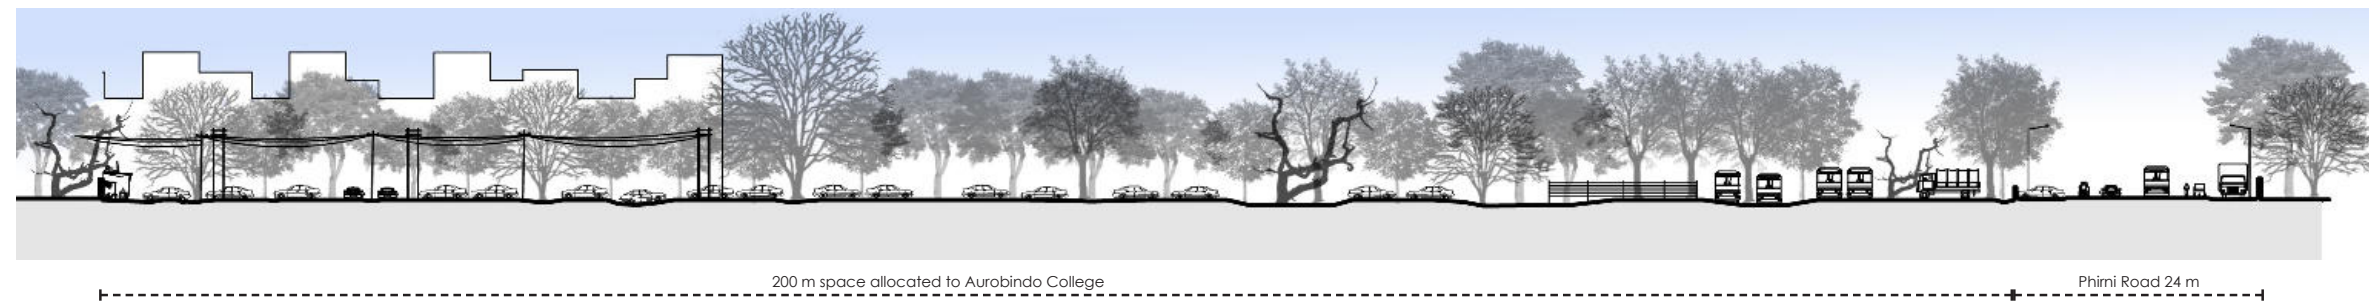 200 m space allocated to Aurobindo College
Phirni Road 24 m